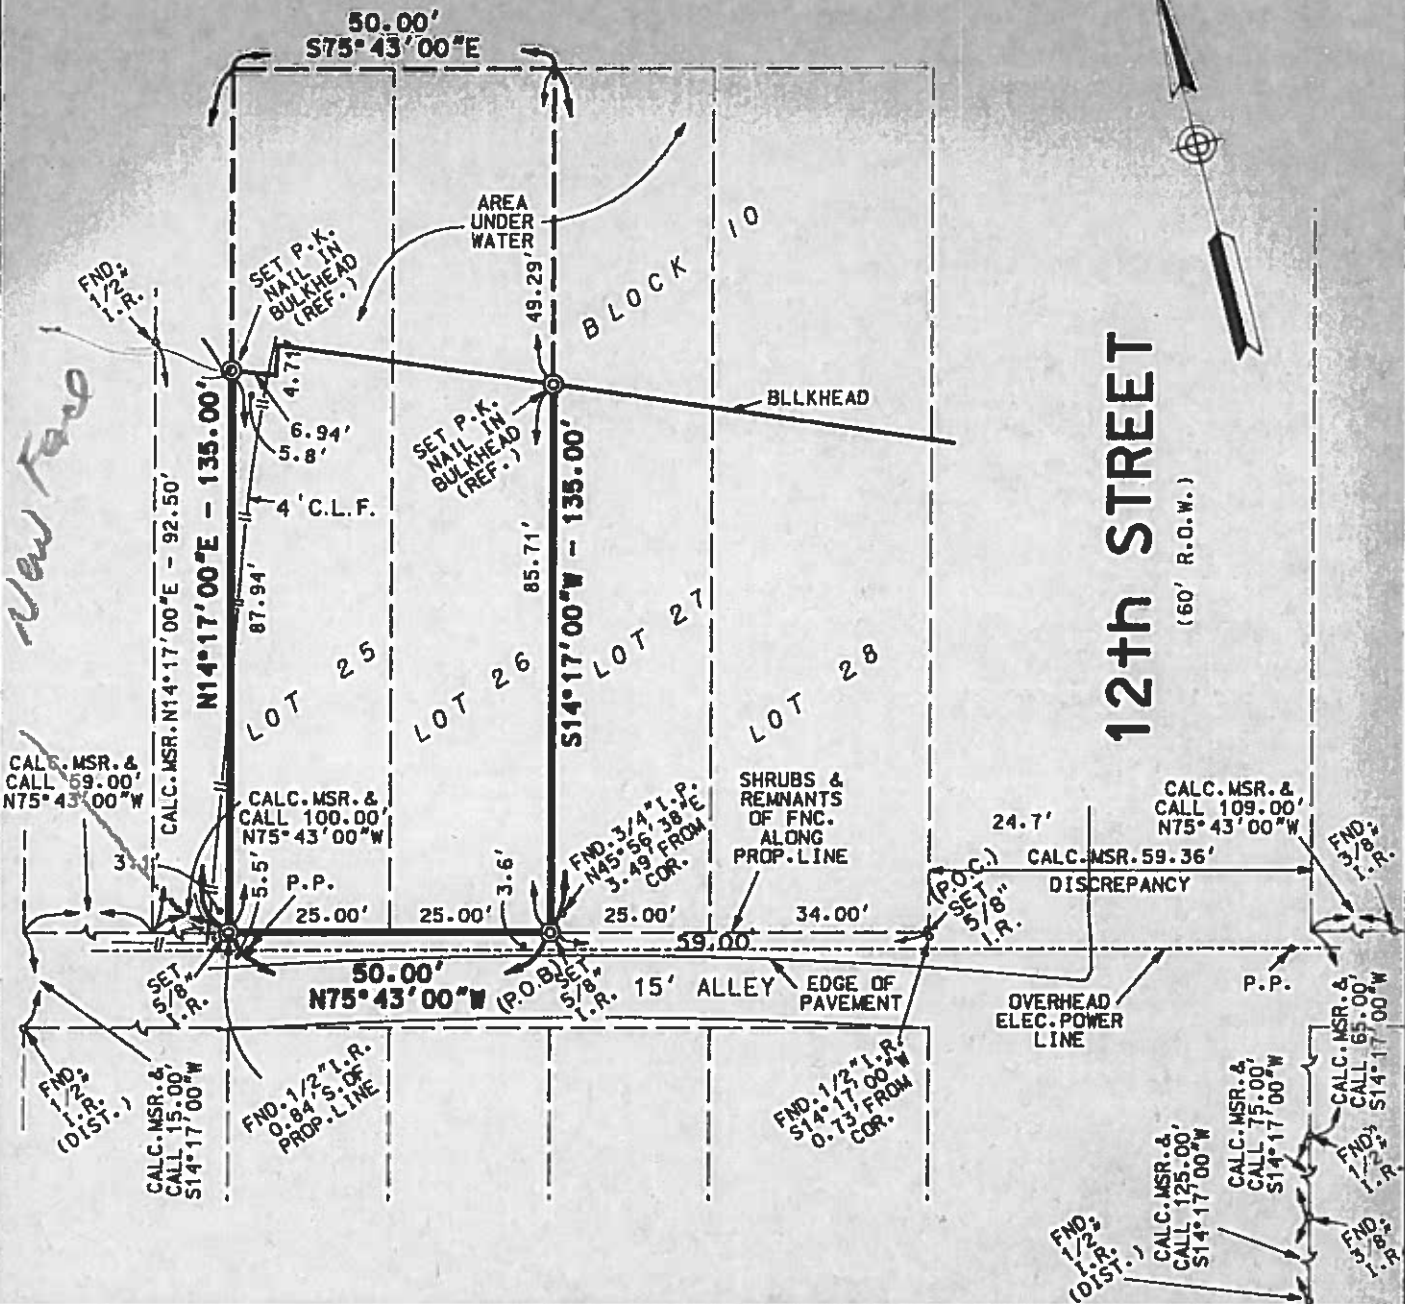 50.00'
S75°43'00"E
AREA
UNDER
WATER
BLOCK 10
SET P.K.
NAIL IN
BULKHEAD
(REF.)
FND.
1/2"
I.R.
49.29'
4.71'
6.94'
5.8'
4'C.L.F.
SET P.K.
NAIL IN
BULKHEAD
(REF.)
BLLKHEAD
New Fence
CALC.MSR.N14°17'00"E - 92.50'
N14°17'00"E - 135.00'
87.94'
85.71'
S14°17'00"W - 135.00'
12th STREET
(60' R.O.W.)
LOT 25
LOT 26
LOT 27
LOT 28
CALC.MSR.&
CALL 59.00'
N75°43'00"W
CALC.MSR.&
CALL 100.00'
N75°43'00"W
3.1'
5.5'
P.P.
3.6'
FND.3/4"I.P.
N45°56'38"E
3.49'FROM
COR.
SHRUBS &
REMNANTS
OF FNC.
ALONG
PROP.LINE
24.7'
CALC.MSR.&
CALL 109.00'
N75°43'00"W
FND.
3/8"
I.R.
CALC.MSR.59.36'
DISCREPANCY
(P.O.C.)
SET
5/8"
I.R.
25.00'
25.00'
25.00'
34.00'
59.00'
SET
5/8"
I.R.
50.00'
N75°43'00"W
(P.O.B)
SET
5/8"
I.R.
15' ALLEY
EDGE OF
PAVEMENT
OVERHEAD
ELEC.POWER
LINE
P.P.
FND.
1/2"
I.R.
(DIST.)
CALC.MSR.&
CALL 15.00'
S14°17'00"W
FND.1/2"I.R.
0.84'S.OF
PROP.LINE
FND.1/2"I.R.
S14°17'00"W
0.73'FROM
COR.
CALC.MSR.&
CALL 65.00'
S14°17'00"W
CALC.MSR.&
CALL 75.00'
S14°17'00"W
FND.
1/2"
I.R.
CALC.MSR.&
CALL 125.00'
S14°17'00"W
FND.
1/2"
I.R.
(DIST.)
FND.
3/8"
I.R.